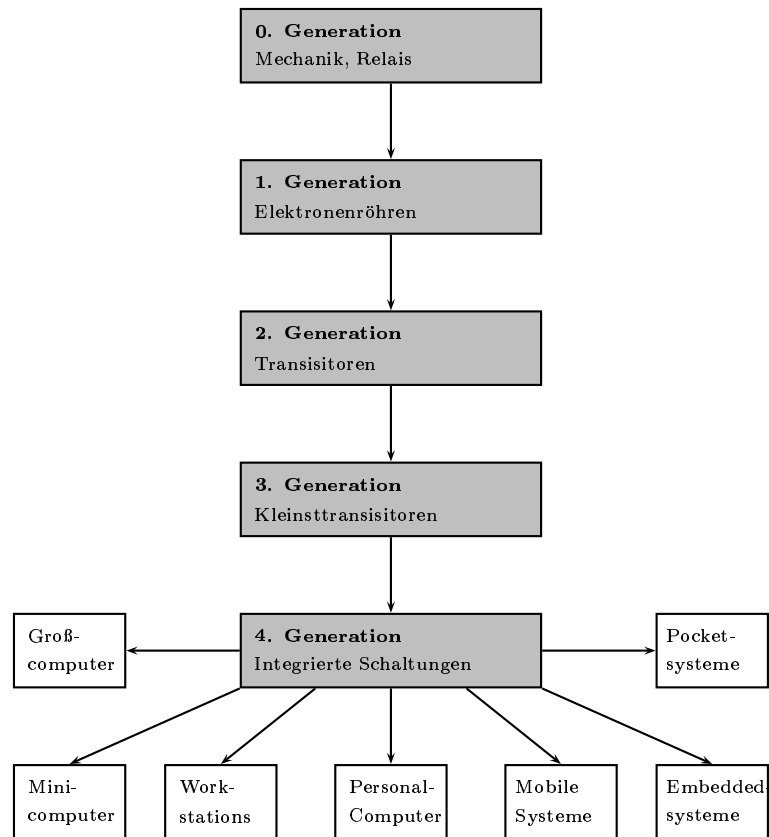 0. Generation
Mechanik, Relais
1. Generation
Elektronenröhren
2. Generation
Transisitoren
3. Generation
Kleinsttransisitoren
Groß-
computer
4. Generation
Integrierte Schaltungen
Pocket-
systeme
Mini-
computer
Work-
stations
Personal-
Computer
Mobile
Systeme
Embedded-
systeme